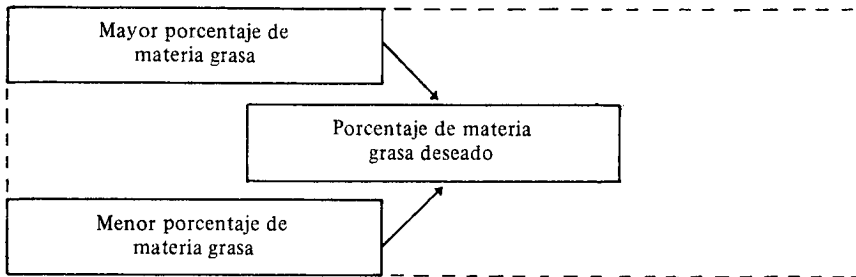 Mayor porcentaje de
materia grasa
Porcentaje de materia
grasa deseado
Menor porcentaje de
materia grasa